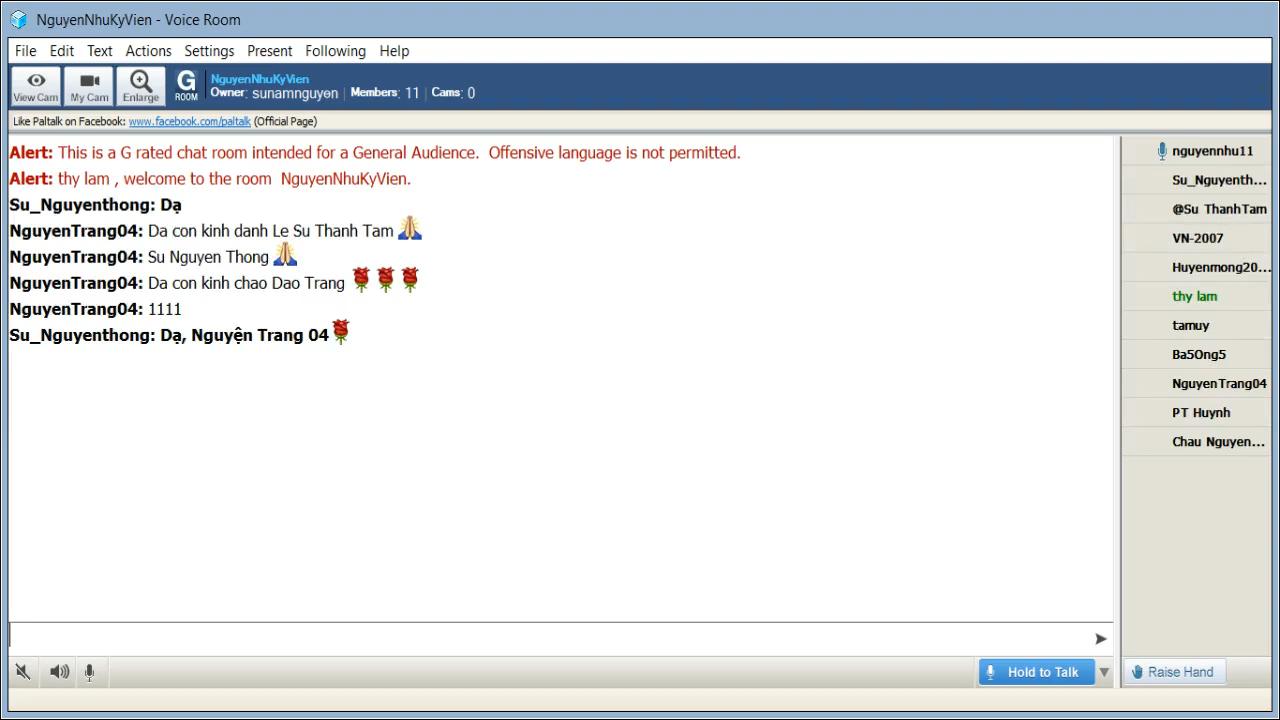 NguyenNhuKyVien - Voice Room
File Edit Text Actions Settings Present Following Help
View Cam My Cam Enlarge G ROOM NguyenNhuKyVien
Owner: sunamnguyen | Members: 11 | Cams: 0
Like Paltalk on Facebook: www.facebook.com/paltalk (Official Page)
Alert: This is a G rated chat room intended for a General Audience. Offensive language is not permitted.
Alert: thy lam , welcome to the room NguyenNhuKyVien.
Su_Nguyenthong: Dạ
NguyenTrang04: Da con kinh danh Le Su Thanh Tam
NguyenTrang04: Su Nguyen Thong
NguyenTrang04: Da con kinh chao Dao Trang
NguyenTrang04: 1111
Su_Nguyenthong: Dạ, Nguyện Trang 04
nguyennhu11
Su_Nguyenth...
@Su ThanhTam
VN-2007
Huyenmong20...
thy lam
tamuy
Ba5Ong5
NguyenTrang04
PT Huynh
Chau Nguyen...
Hold to Talk Raise Hand